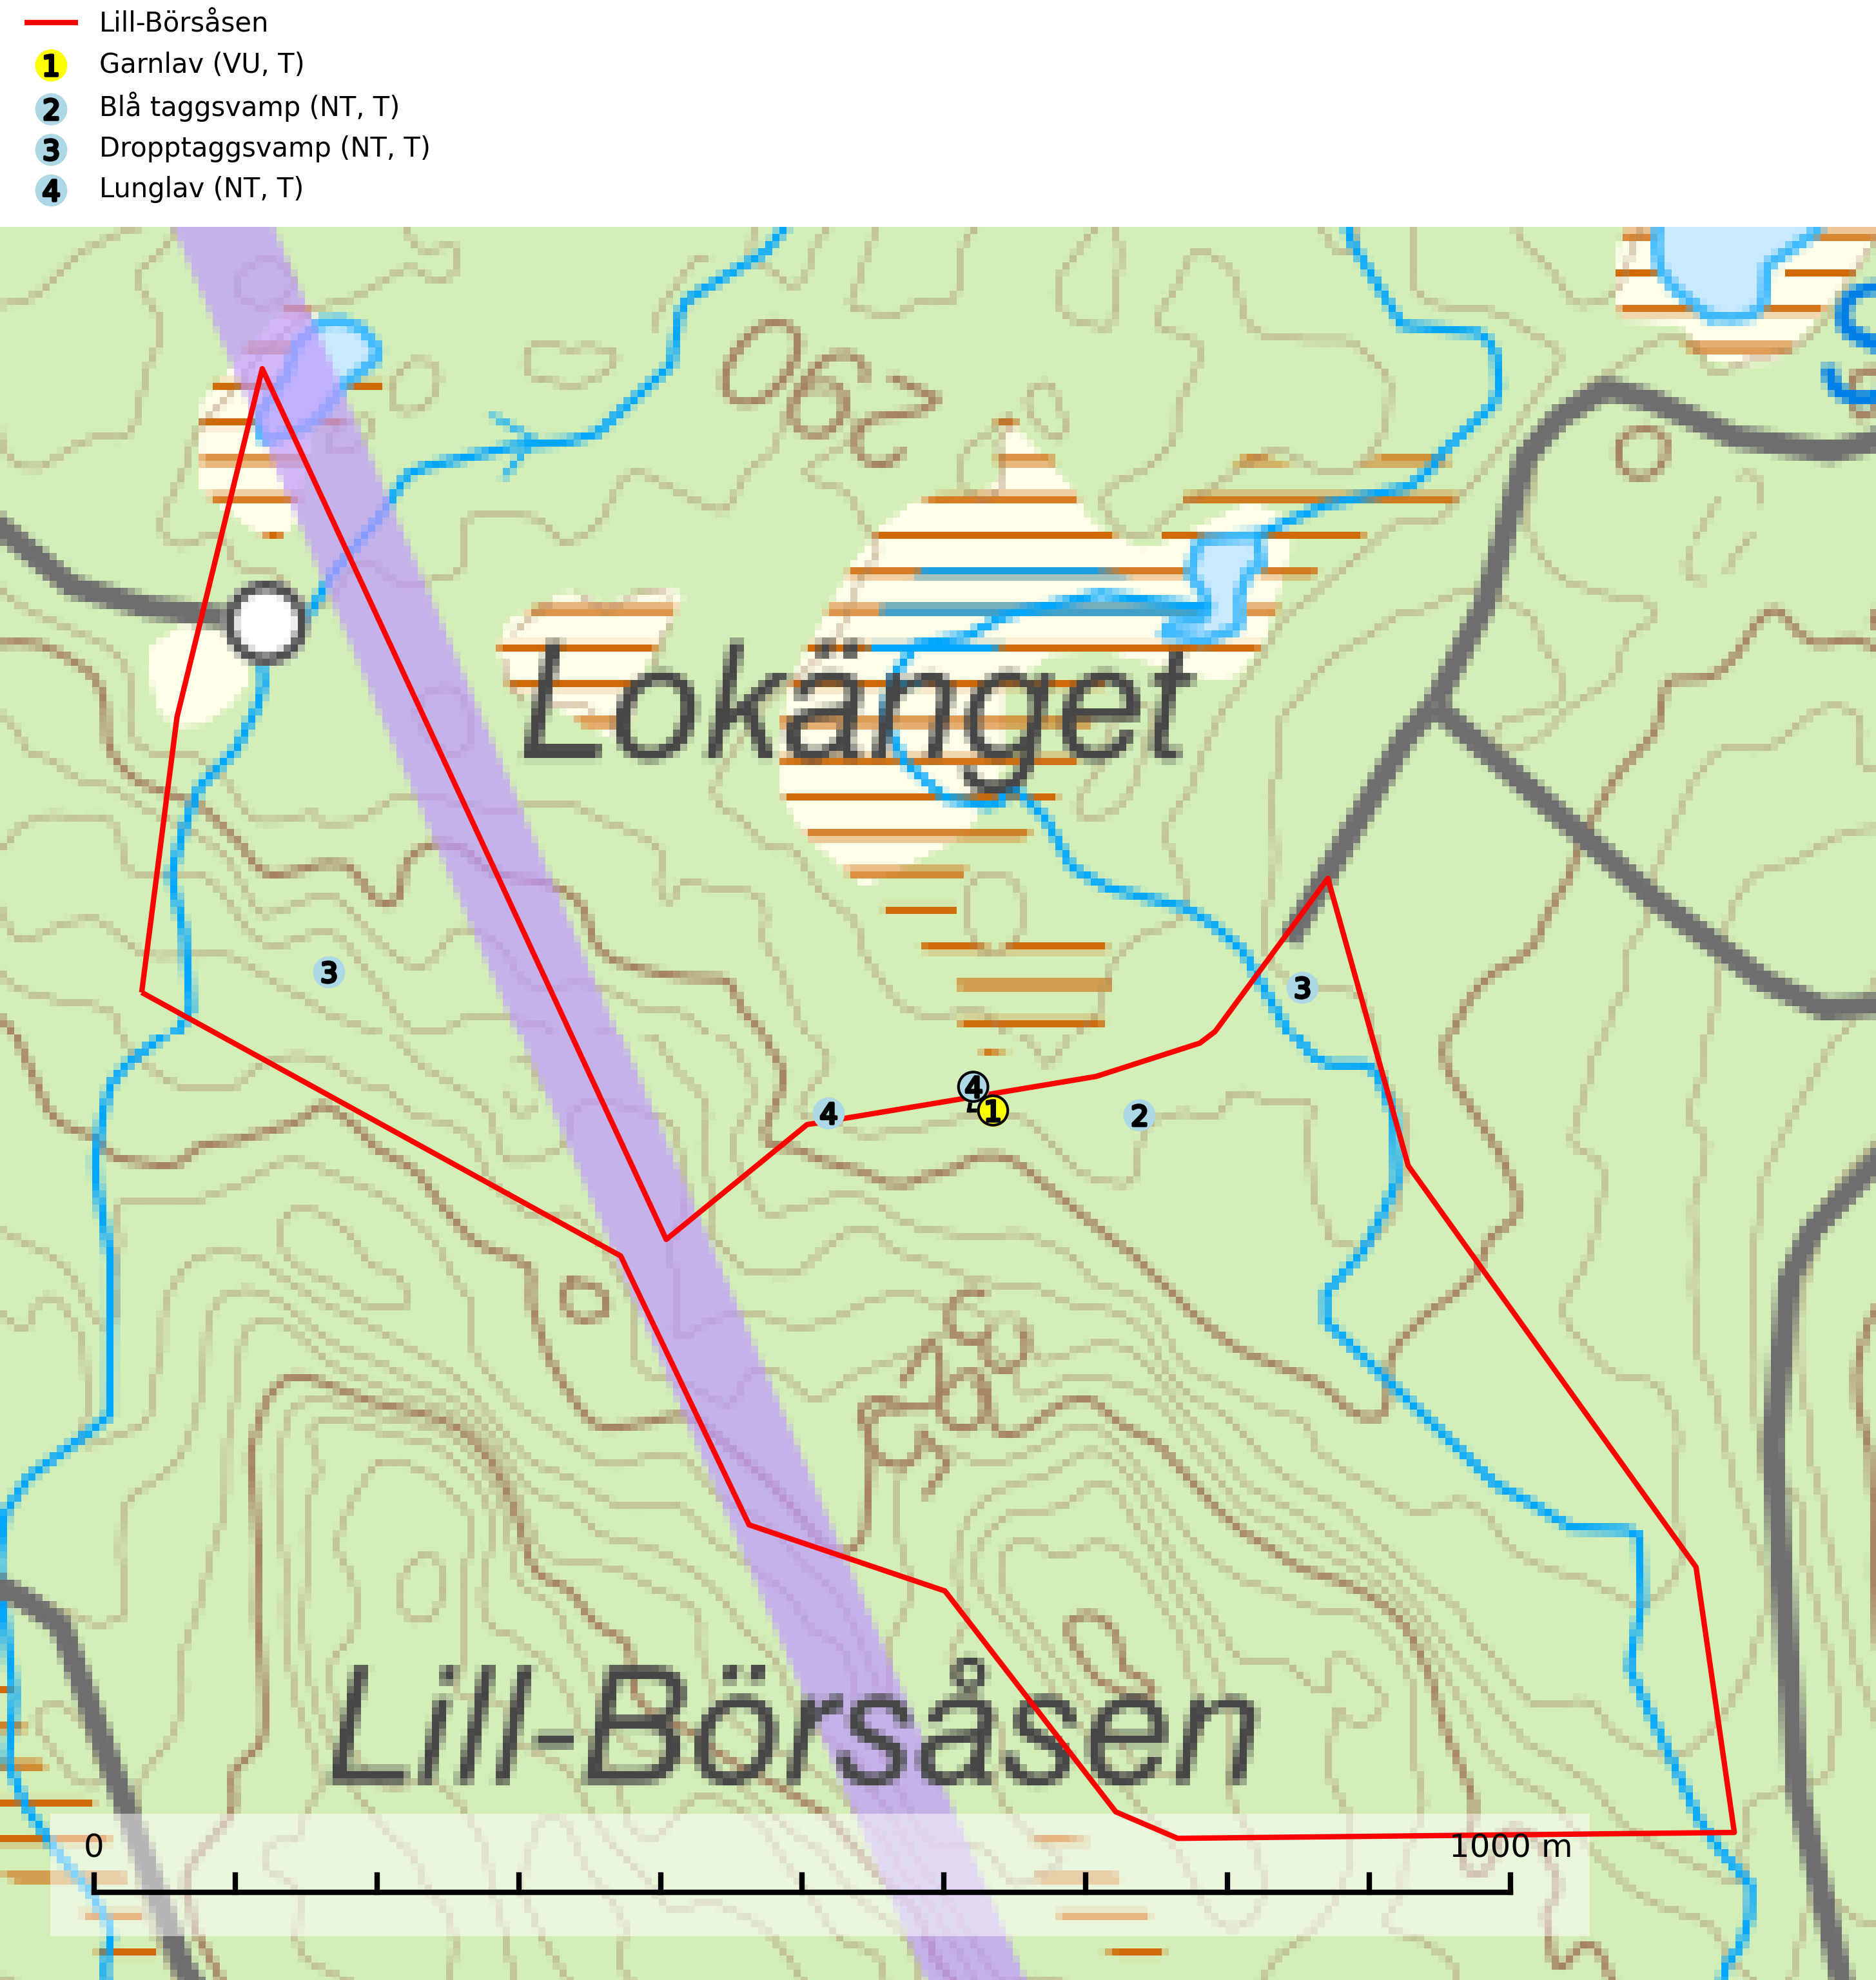 Lill-Börsåsen
1 Garnlav (VU, T)
2 Blå taggsvamp (NT, T)
3 Dropptaggsvamp (NT, T)
4 Lunglav (NT, T)
290
Lokänget
3
3
4
1
4
2
Lill-Börsåsen
0
1000 m